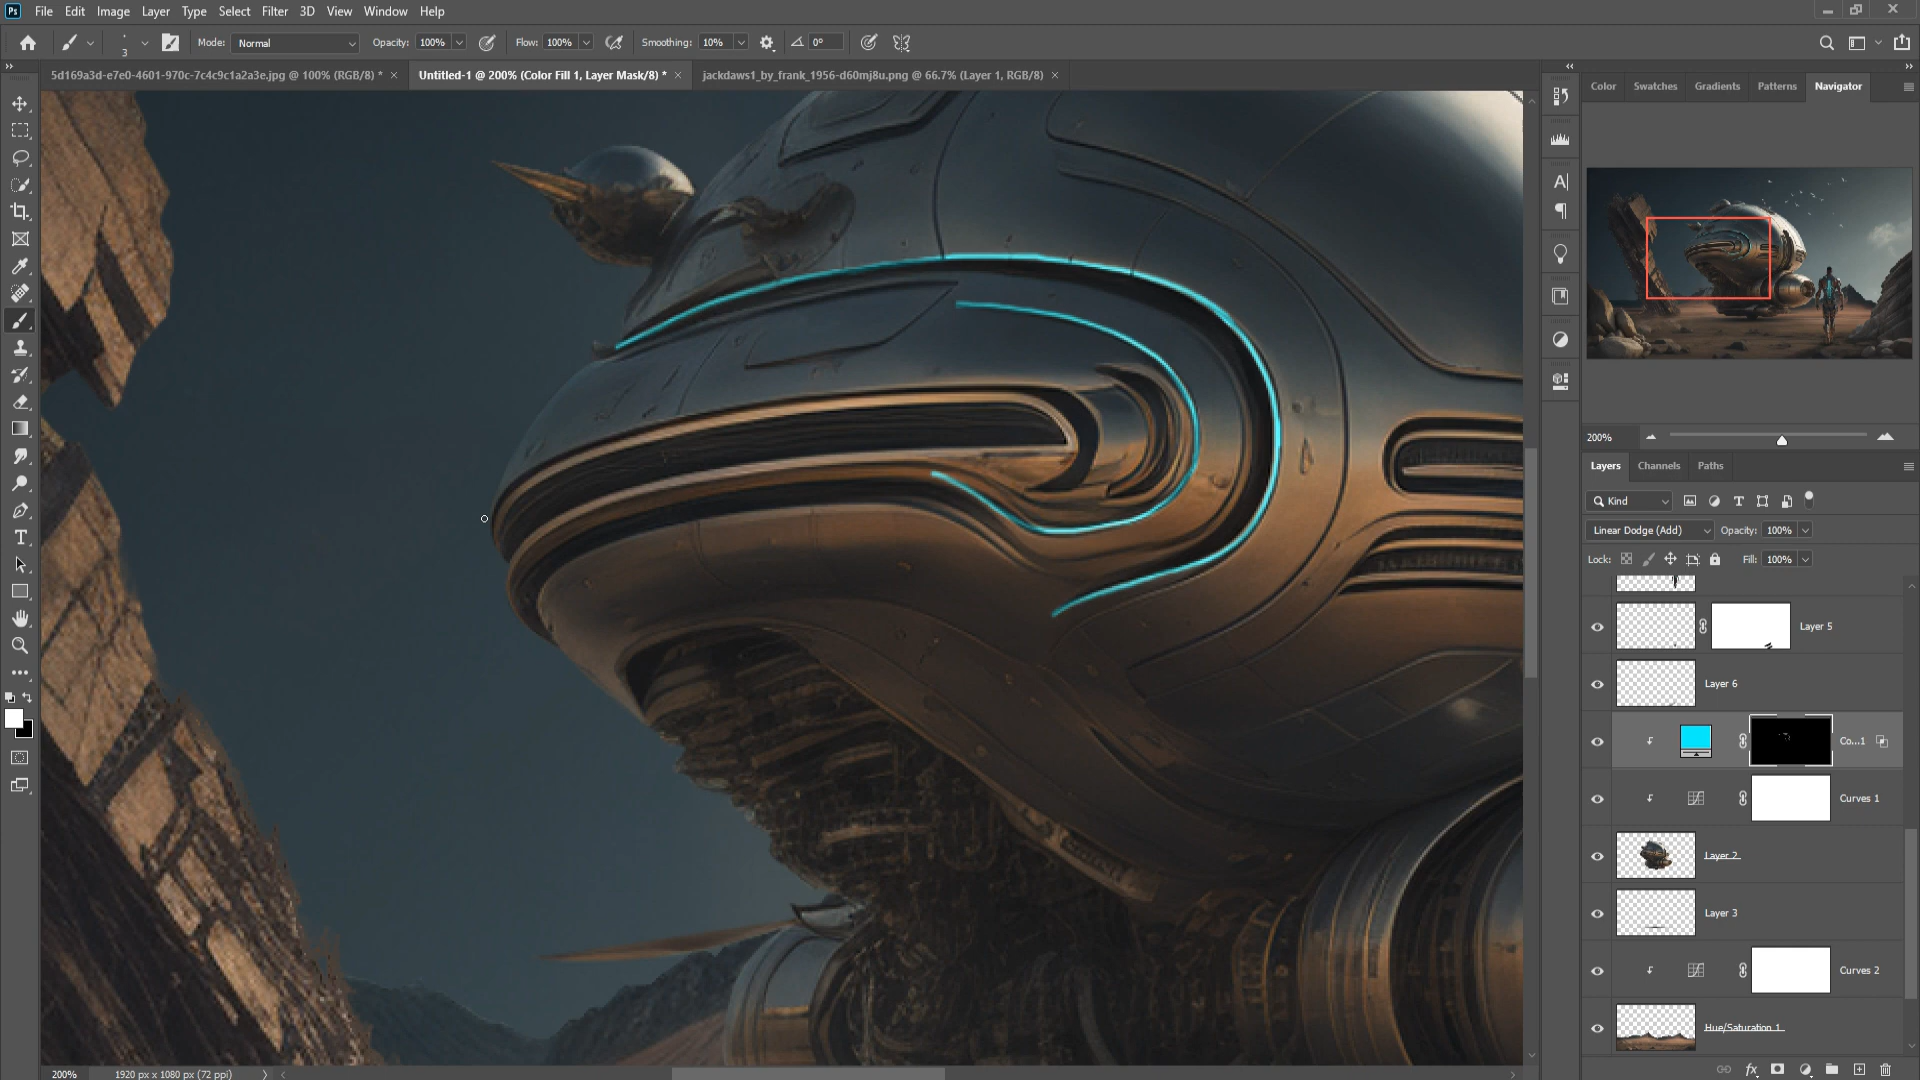 Ps File Edit Image Layer Type Select Filter 3D View Window Help
3 Mode: Normal Opacity: 100% Flow: 100% Smoothing: 10% 0°
5d169a3d-e7e0-4601-970c-7c4c9c1a2a3e.jpg @ 100% (RGB/8) * Untitled-1 @ 200% (Color Fill 1, Layer Mask/8) * jackdaws1_by_frank_1956-d60mj8u.png @ 66.7% (Layer 1, RGB/8)
Color Swatches Gradients Patterns Navigator
200%
Layers Channels Paths
Kind
Linear Dodge (Add) Opacity: 100%
Lock: Fill: 100%
Layer 5
Layer 6
Co...1
Curves 1
Layer 2
Layer 3
Curves 2
Hue/Saturation 1
200% 1920 px x 1080 px (72 ppi)